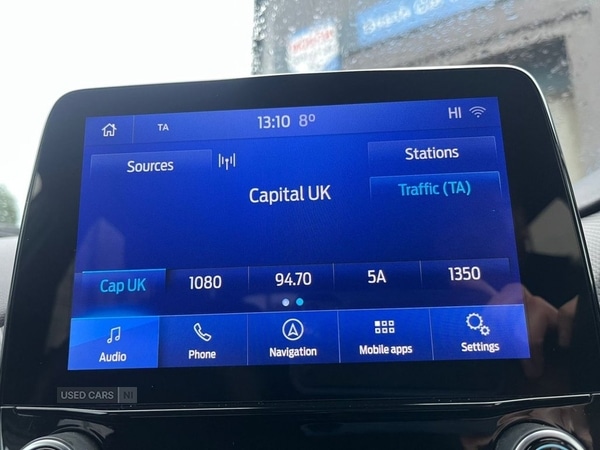 TA 13:10 8° HI
Sources Stations
Capital UK Traffic (TA)
Cap UK 1080 94.70 5A 1350
Audio Phone Navigation Mobile apps Settings
USED CARS NI